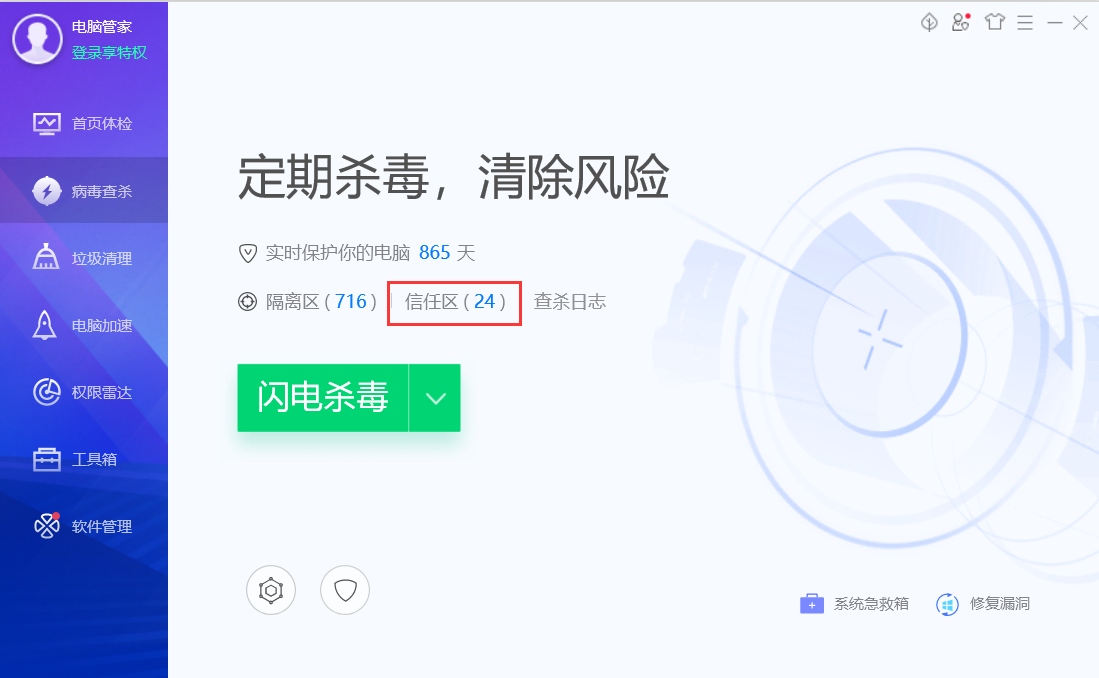 电脑管家
登录享特权
首页体检
病毒查杀
垃圾清理
电脑加速
权限雷达
工具箱
软件管理
定期杀毒，清除风险
实时保护你的电脑 865 天
隔离区 ( 716 ) 信任区 ( 24 ) 查杀日志
闪电杀毒
系统急救箱 修复漏洞